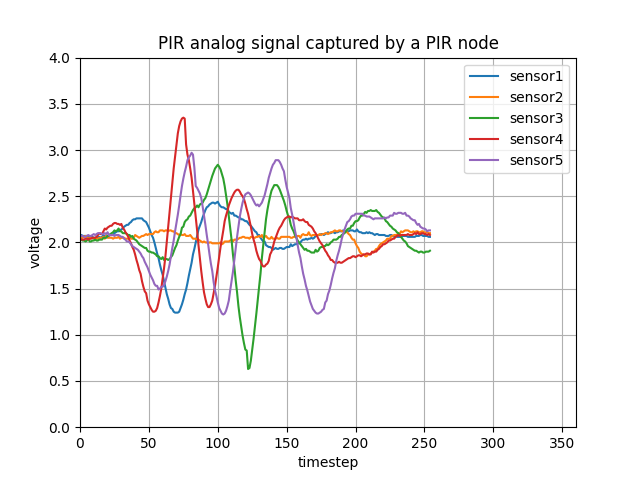 PIR analog signal captured by a PIR node
4.0
3.5
3.0
2.5
2.0
1.5
1.0
0.5
0.0
voltage
sensor1
sensor2
sensor3
sensor4
sensor5
0 50 100 150 200 250 300 350
timestep